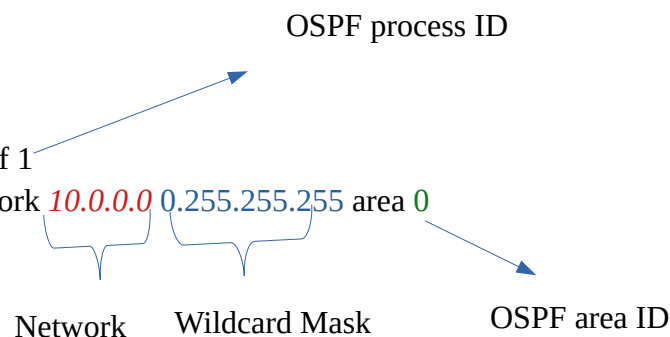 OSPF process ID
f 1
ork 10.0.0.0 0.255.255.255 area 0
Network Wildcard Mask OSPF area ID